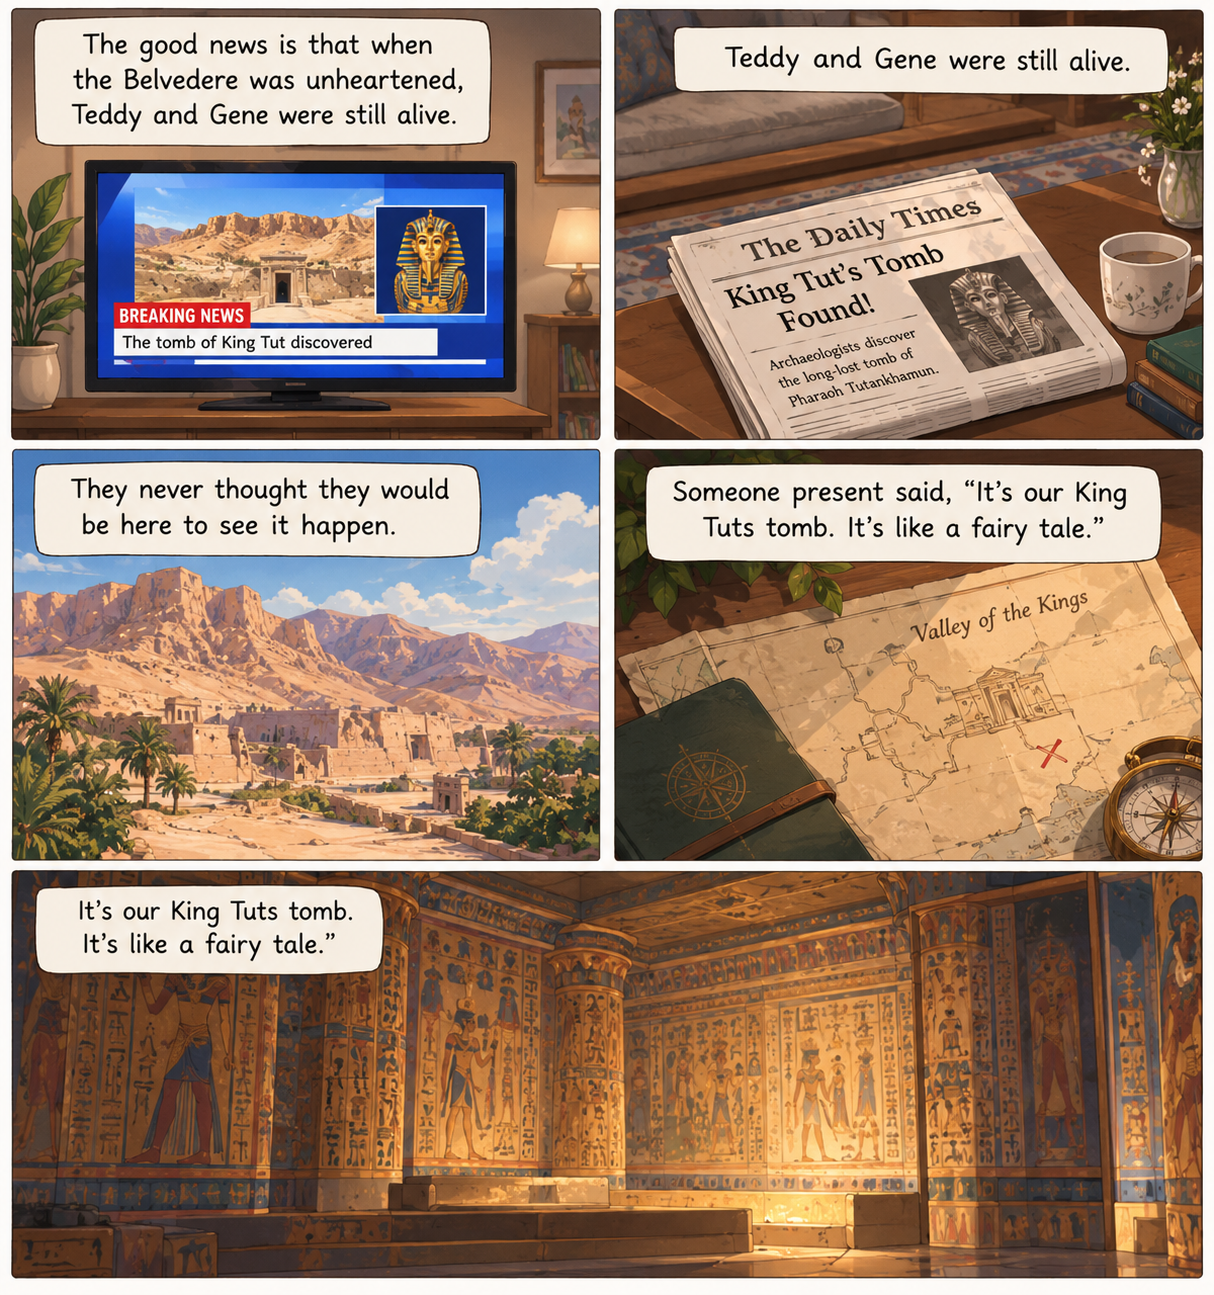 The good news is that when
the Belvedere was unheartened,
Teddy and Gene were still alive.
BREAKING NEWS
The tomb of King Tut discovered
Teddy and Gene were still alive.
The Daily Times
King Tut's Tomb
Found!
Archaeologists discover
the long-lost tomb of
Pharaoh Tutankhamun.
They never thought they would
be here to see it happen.
Someone present said, “It's our King
Tuts tomb. It's like a fairy tale.”
Valley of the Kings
It's our King Tuts tomb.
It's like a fairy tale.”